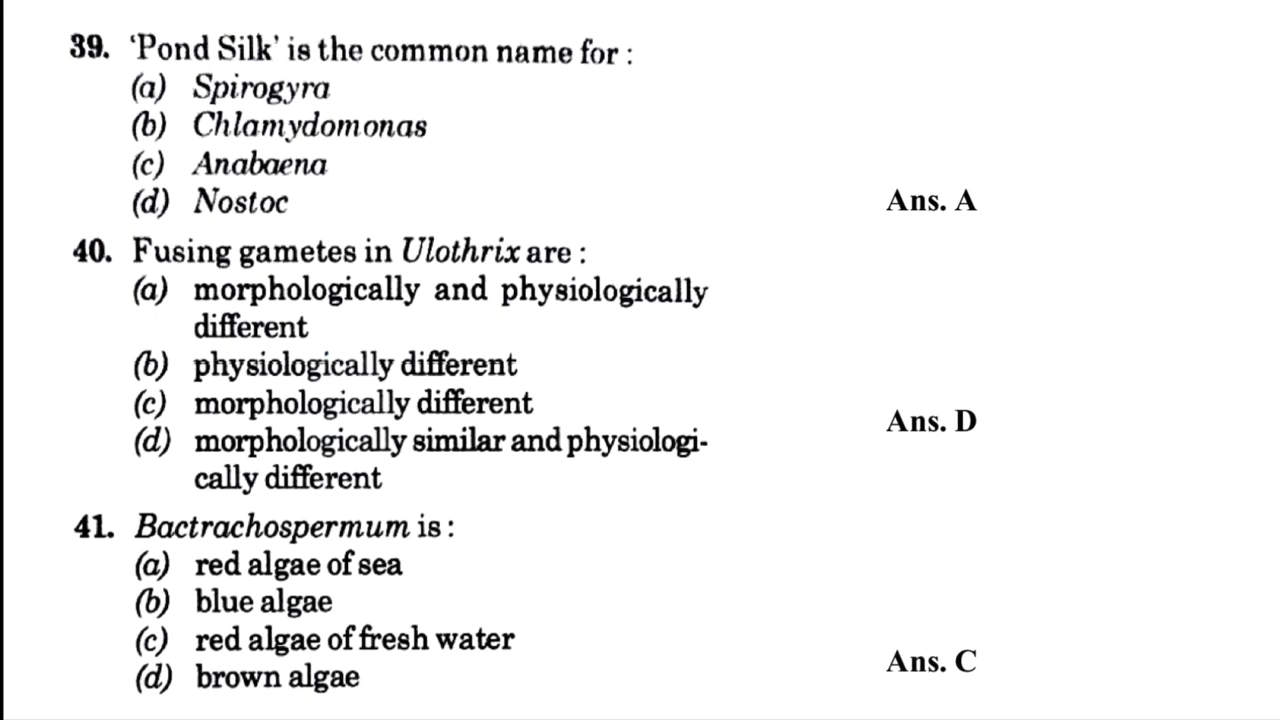 39. ‘Pond Silk’ is the common name for :
(a) Spirogyra
(b) Chlamydomonas
(c) Anabaena
(d) Nostoc
Ans. A
40. Fusing gametes in Ulothrix are :
(a) morphologically and physiologically
different
(b) physiologically different
(c) morphologically different
(d) morphologically similar and physiologi-
cally different
Ans. D
41. Bactrachospermum is :
(a) red algae of sea
(b) blue algae
(c) red algae of fresh water
(d) brown algae
Ans. C